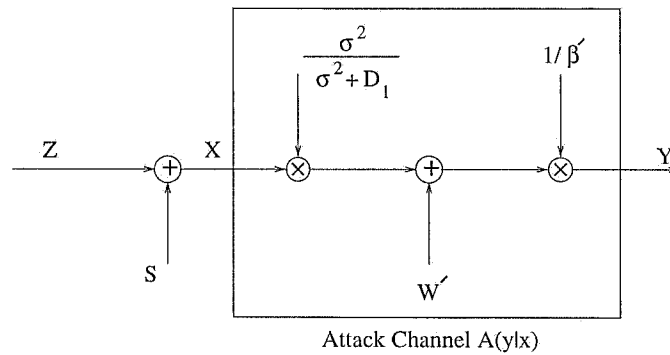 σ²
σ²+D₁
1/β′
Z
X
Y
S
W′
Attack Channel A(y|x)